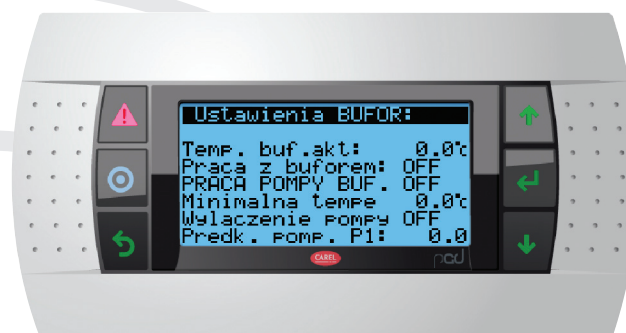 Ustawienia BUFOR:
Temp. buf.akt: 0.0℃
Praca z buforem: OFF
PRACA POMPY BUF. OFF
Minimalna tempe 0.0℃
Wylaczenie pompy OFF
Predk. pomp. P1: 0.0
CAREL
pGD